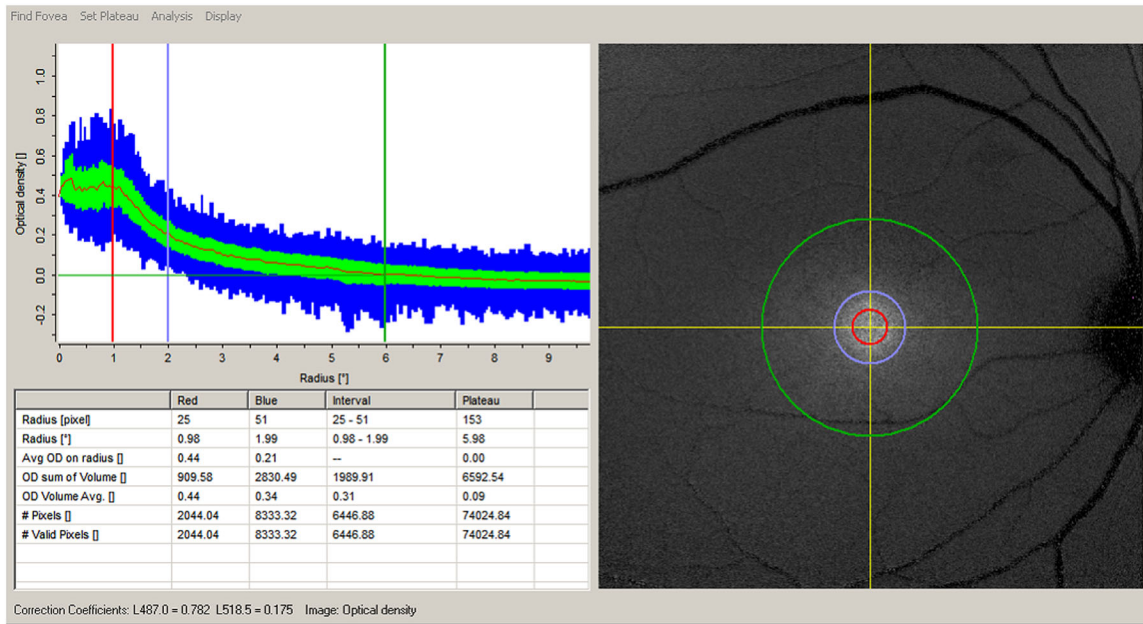 Find Fovea Set Plateau Analysis Display
Optical density []
1.0
0.8
0.6
0.4
0.2
0.0
-0.2
0 1 2 3 4 5 6 7 8 9
Radius [°]
Red Blue Interval Plateau
Radius [pixel] 25 51 25 - 51 153
Radius [°] 0.98 1.99 0.98 - 1.99 5.98
Avg OD on radius [] 0.44 0.21 -- 0.00
OD sum of Volume [] 909.58 2830.49 1989.91 6592.54
OD Volume Avg. [] 0.44 0.34 0.31 0.09
# Pixels [] 2044.04 8333.32 6446.88 74024.84
# Valid Pixels [] 2044.04 8333.32 6446.88 74024.84
Correction Coefficients: L487.0 = 0.782 L518.5 = 0.175 Image: Optical density